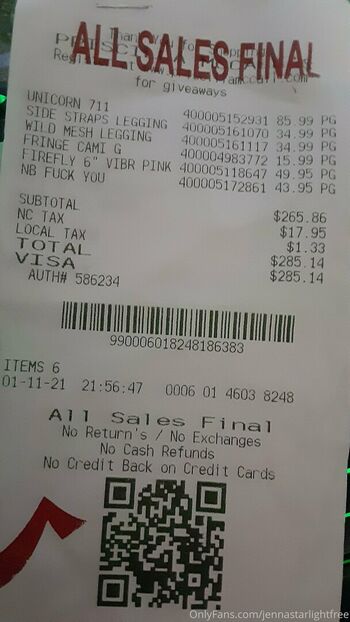 ALL SALES FINAL
for giveaways
UNICORN 711 400005152931 85.99 PG
SIDE STRAPS LEGGING 400005161070 34.99 PG
WILD MESH LEGGING 400005161117 34.99 PG
FRINGE CAMI G 400004983772 15.99 PG
FIREFLY 6" VIBR PINK 400005118647 49.95 PG
NB FUCK YOU 400005172861 43.95 PG
SUBTOTAL $265.86
NC TAX $17.95
LOCAL TAX $1.33
TOTAL $285.14
VISA $285.14
AUTH# 586234
990006018248186383
ITEMS 6
01-11-21 21:56:47 0006 01 4603 8248
All Sales Final
No Return's / No Exchanges
No Cash Refunds
No Credit Back on Credit Cards
OnlyFans.com/jennastarlightfree